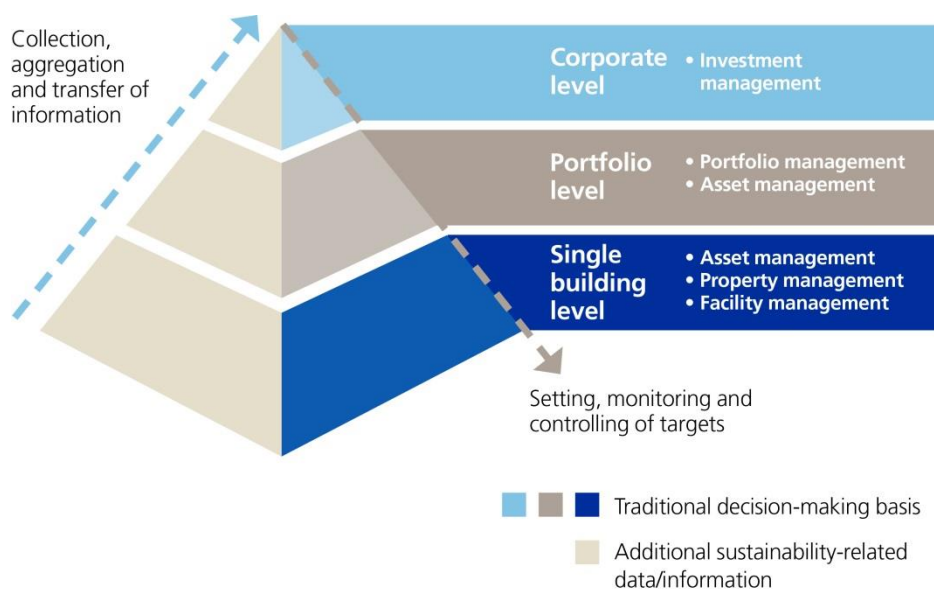 Collection,
aggregation
and transfer of
information
Corporate
level
• Investment
management
Portfolio
level
• Portfolio management
• Asset management
Single
building
level
• Asset management
• Property management
• Facility management
Setting, monitoring and
controlling of targets
Traditional decision-making basis
Additional sustainability-related
data/information